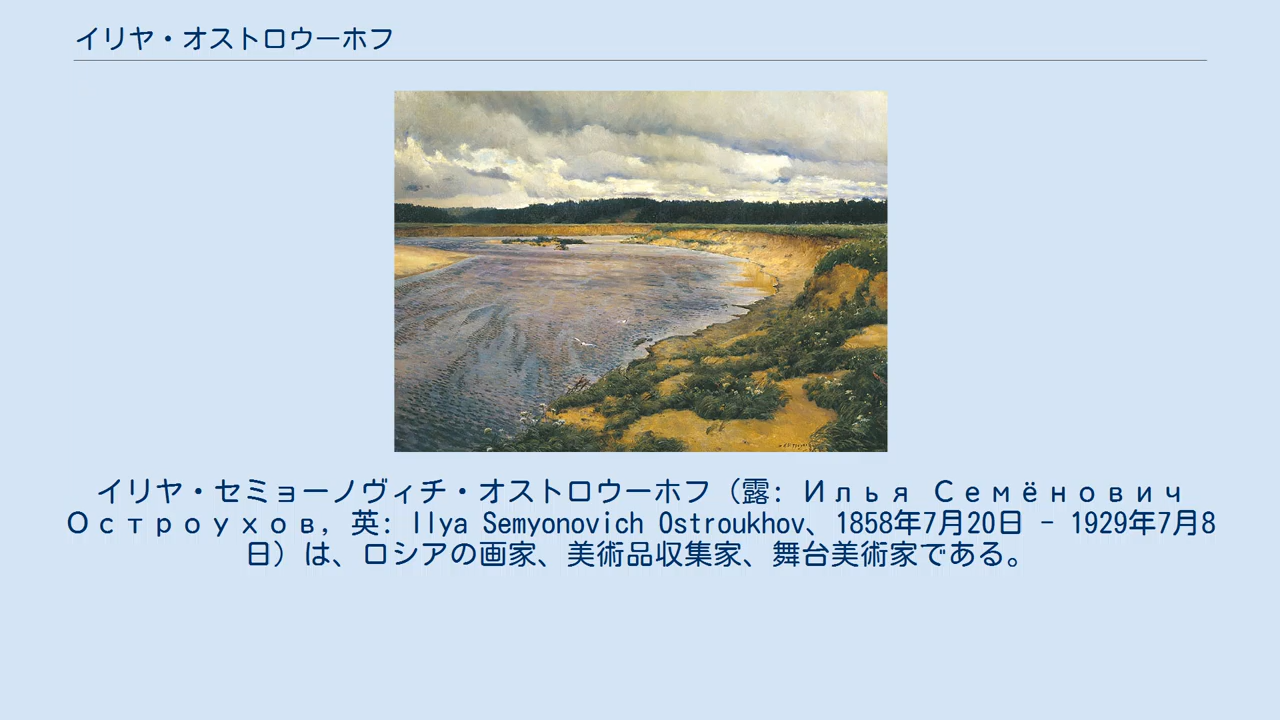 イリヤ・オストロウーホフ
イリヤ・セミョーノヴィチ・オストロウーホフ（露: Илья Семёнович
Остроухов, 英: Ilya Semyonovich Ostroukhov、1858年7月20日 - 1929年7月8
日）は、ロシアの画家、美術品収集家、舞台美術家である。